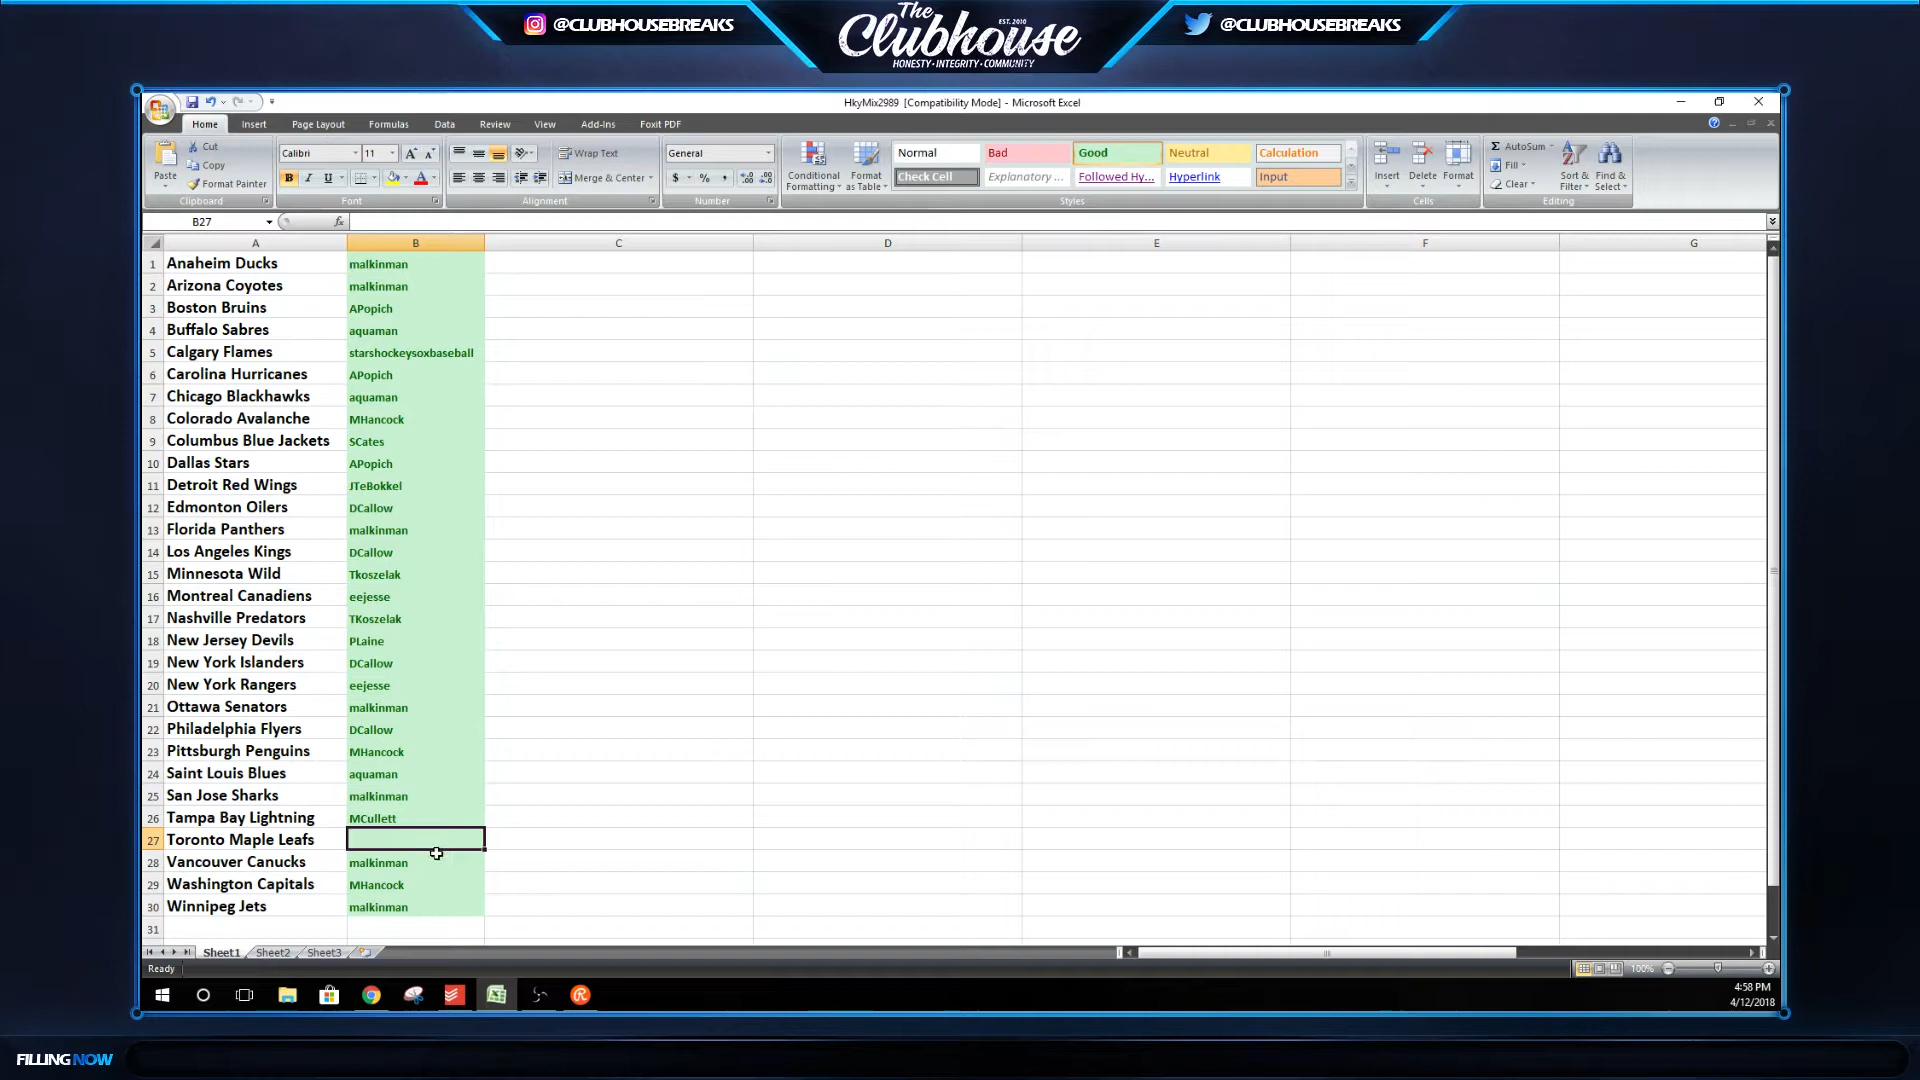 @CLUBHOUSEBREAKS
The
Clubhouse
EST. 2010
HONESTY • INTEGRITY • COMMUNITY
@CLUBHOUSEBREAKS
HkyMix2989 [Compatibility Mode] - Microsoft Excel
Home Insert Page Layout Formulas Data Review View Add-Ins Foxit PDF
Paste
Cut
Copy
Format Painter
Clipboard
Calibri 11
B I U
Font
Wrap Text
Merge & Center
Alignment
General
$ % ,
Number
Conditional Formatting
Format as Table
Normal Bad Good Neutral Calculation
Check Cell Explanatory ... Followed Hy... Hyperlink Input
Styles
Insert Delete Format
Cells
Σ AutoSum
Fill
Clear
Sort & Filter
Find & Select
Editing
B27 fx
A B C D E F G
1 Anaheim Ducks malkinman
2 Arizona Coyotes malkinman
3 Boston Bruins APopich
4 Buffalo Sabres aquaman
5 Calgary Flames starshockeysoxbaseball
6 Carolina Hurricanes APopich
7 Chicago Blackhawks aquaman
8 Colorado Avalanche MHancock
9 Columbus Blue Jackets SCates
10 Dallas Stars APopich
11 Detroit Red Wings JTeBokkel
12 Edmonton Oilers DCallow
13 Florida Panthers malkinman
14 Los Angeles Kings DCallow
15 Minnesota Wild Tkoszelak
16 Montreal Canadiens eejesse
17 Nashville Predators TKoszelak
18 New Jersey Devils PLaine
19 New York Islanders DCallow
20 New York Rangers eejesse
21 Ottawa Senators malkinman
22 Philadelphia Flyers DCallow
23 Pittsburgh Penguins MHancock
24 Saint Louis Blues aquaman
25 San Jose Sharks malkinman
26 Tampa Bay Lightning MCullett
27 Toronto Maple Leafs
28 Vancouver Canucks malkinman
29 Washington Capitals MHancock
30 Winnipeg Jets malkinman
31
Sheet1 Sheet2 Sheet3
Ready 100%
4:58 PM
4/12/2018
FILLING NOW